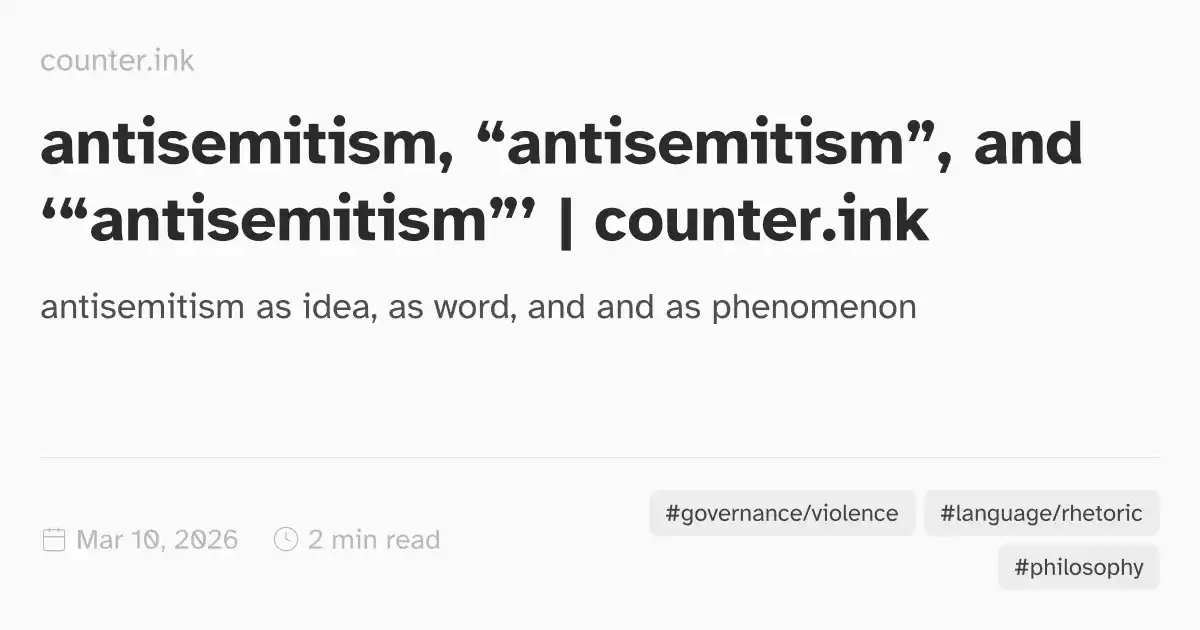 counter.ink
antisemitism, “antisemitism”, and
‘“antisemitism”’ | counter.ink
antisemitism as idea, as word, and and as phenomenon
Mar 10, 2026 2 min read
#governance/violence #language/rhetoric
#philosophy